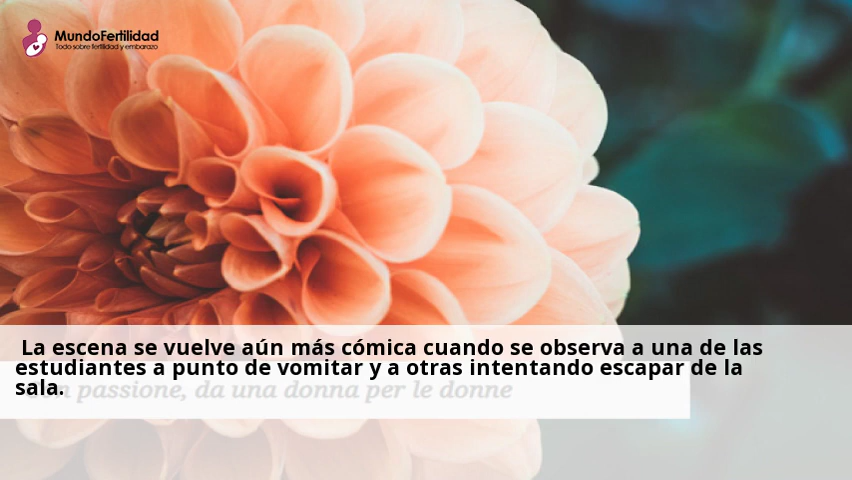 MundoFertilidad
Todo sobre fertilidad y embarazo
La escena se vuelve aún más cómica cuando se observa a una de las
estudiantes a punto de vomitar y a otras intentando escapar de la
sala.
passione, da una donna per le donne